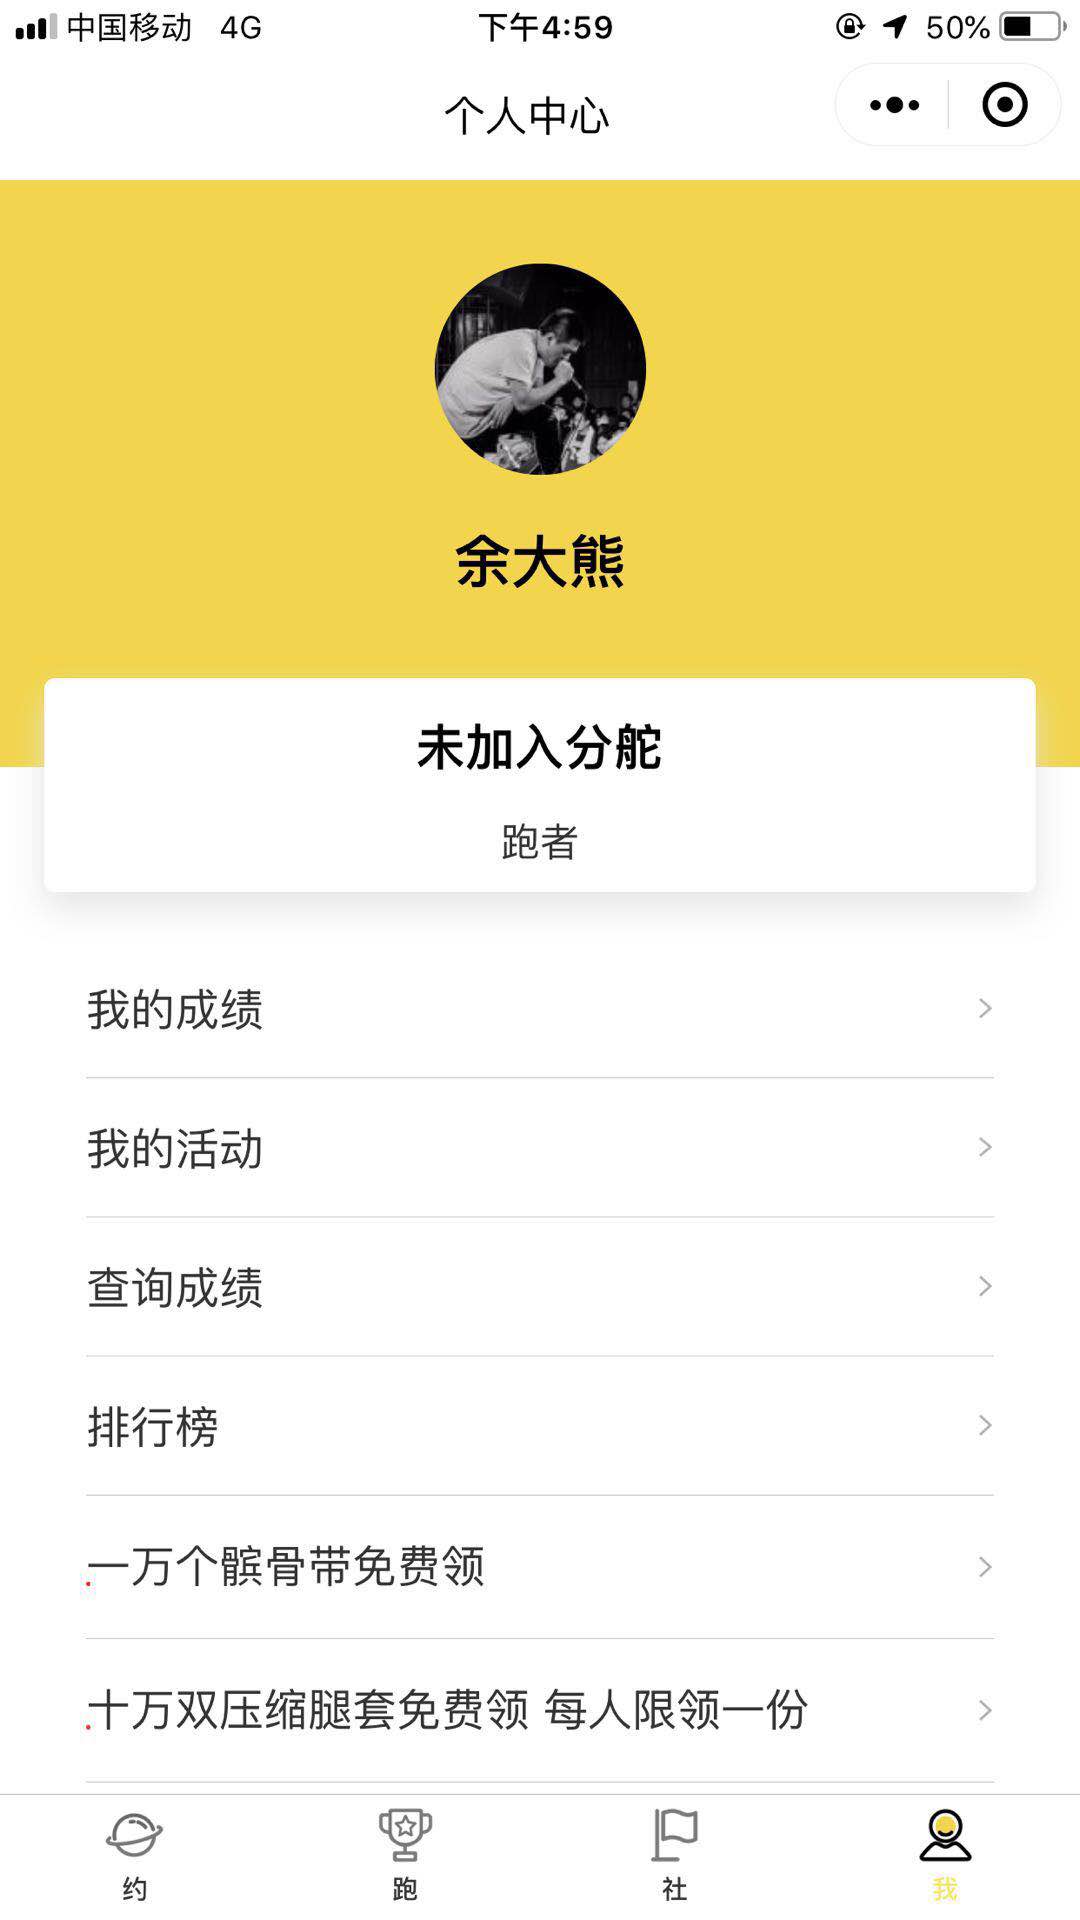 中国移动 4G 下午4:59 50%
个人中心
余大熊
未加入分舵
跑者
我的成绩
我的活动
查询成绩
排行榜
一万个髌骨带免费领
十万双压缩腿套免费领 每人限领一份
约 跑 社 我